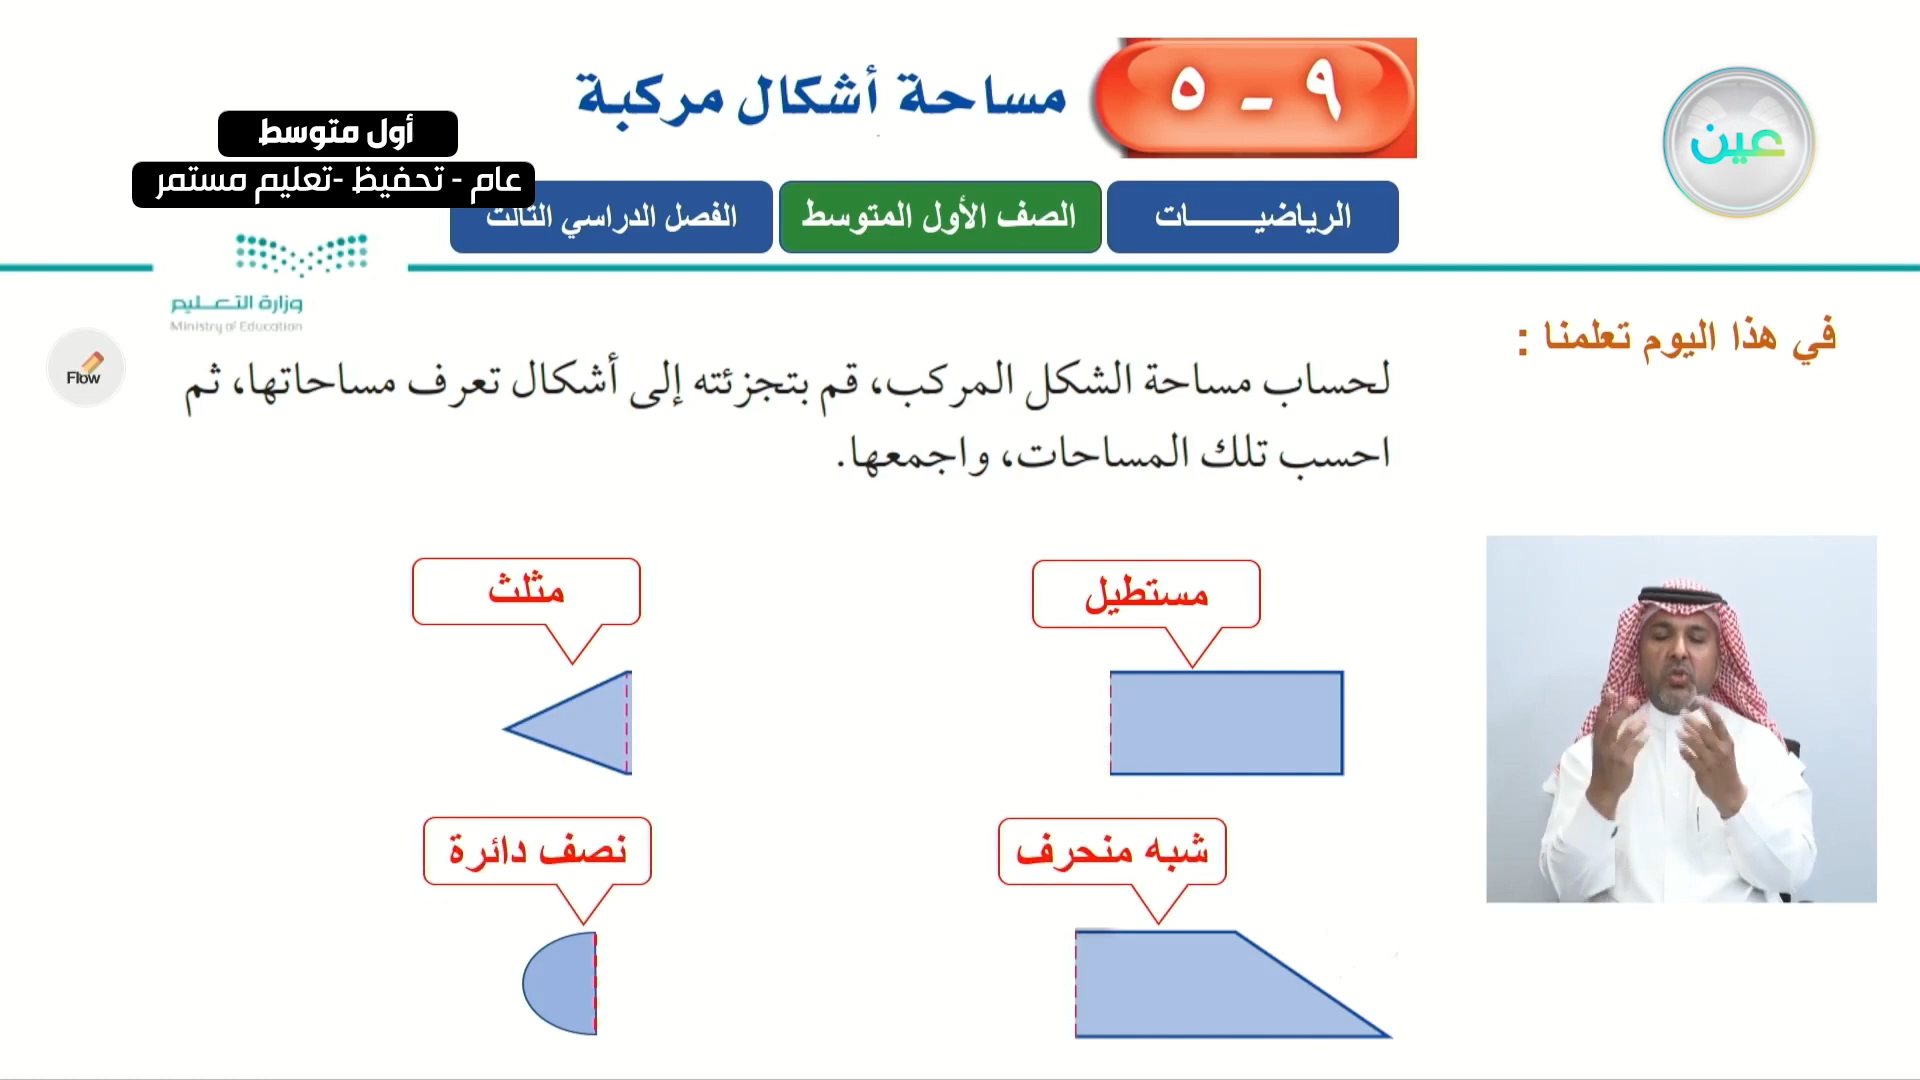 ٩ - ٥
مساحة أشكال مركبة
عين
أول متوسط
عام - تحفيظ -تعليم مستمر
الرياضيـــــــات
الصف الأول المتوسط
الفصل الدراسي الثالث
وزارة التعـــليم
Ministry of Education
في هذا اليوم تعلمنا :
Flow
لحساب مساحة الشكل المركب، قم بتجزئته إلى أشكال تعرف مساحاتها، ثم
احسب تلك المساحات، واجمعها.
مستطيل
مثلث
شبه منحرف
نصف دائرة